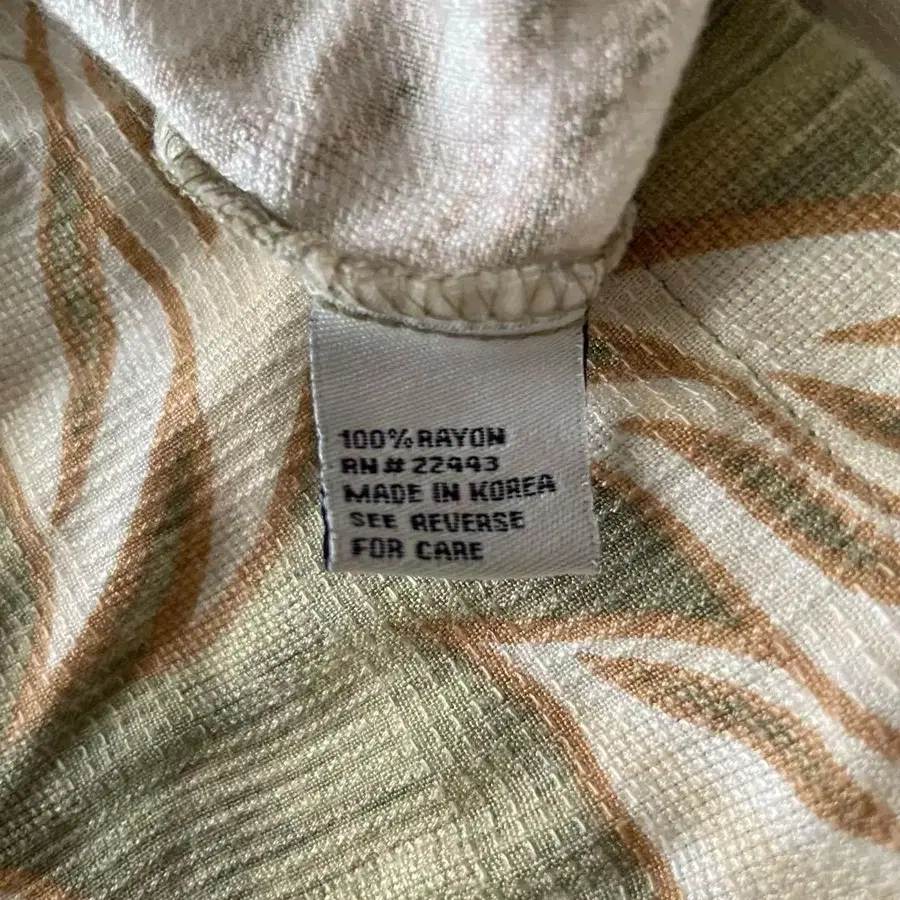 100% RAYON
RN# 22443
MADE IN KOREA
SEE REVERSE
FOR CARE